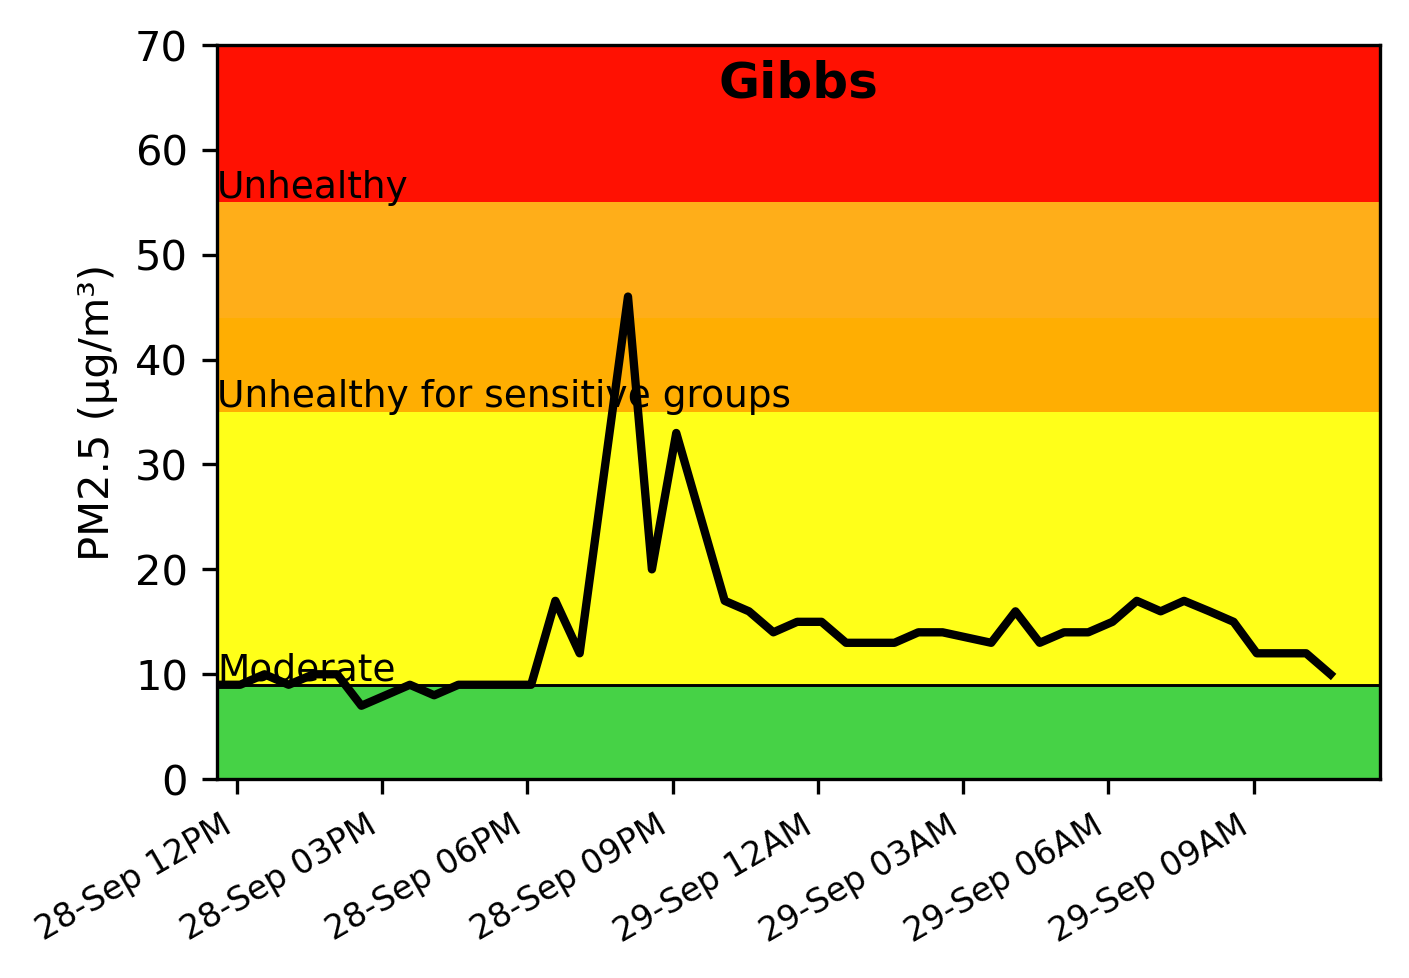 Gibbs
PM2.5 (µg/m³)
70
60
50
40
30
20
10
0
Unhealthy
Unhealthy for sensitive groups
Moderate
28-Sep 12PM
28-Sep 03PM
28-Sep 06PM
28-Sep 09PM
29-Sep 12AM
29-Sep 03AM
29-Sep 06AM
29-Sep 09AM